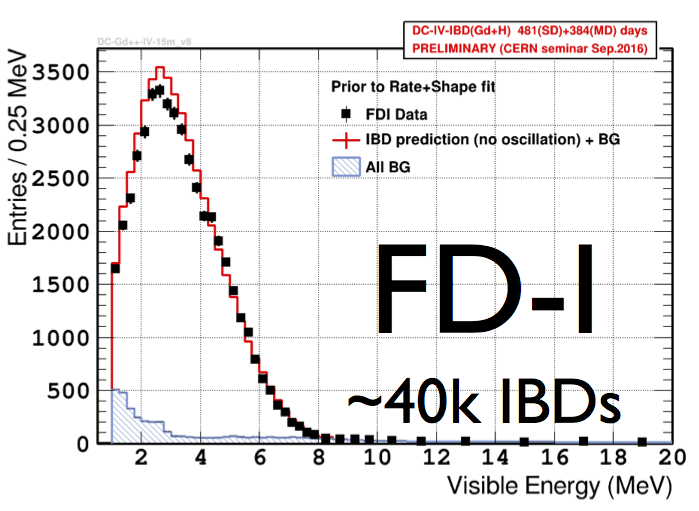 DC-Gd++-IV-15m_v8
DC-IV-IBD(Gd+H) 481(SD)+384(MD) days
PRELIMINARY (CERN seminar Sep.2016)
Entries / 0.25 MeV
3500
3000
2500
2000
1500
1000
500
0
Prior to Rate+Shape fit
FDI Data
IBD prediction (no oscillation) + BG
All BG
FD-I
~40k IBDs
2 4 6 8 10 12 14 16 18 20
Visible Energy (MeV)